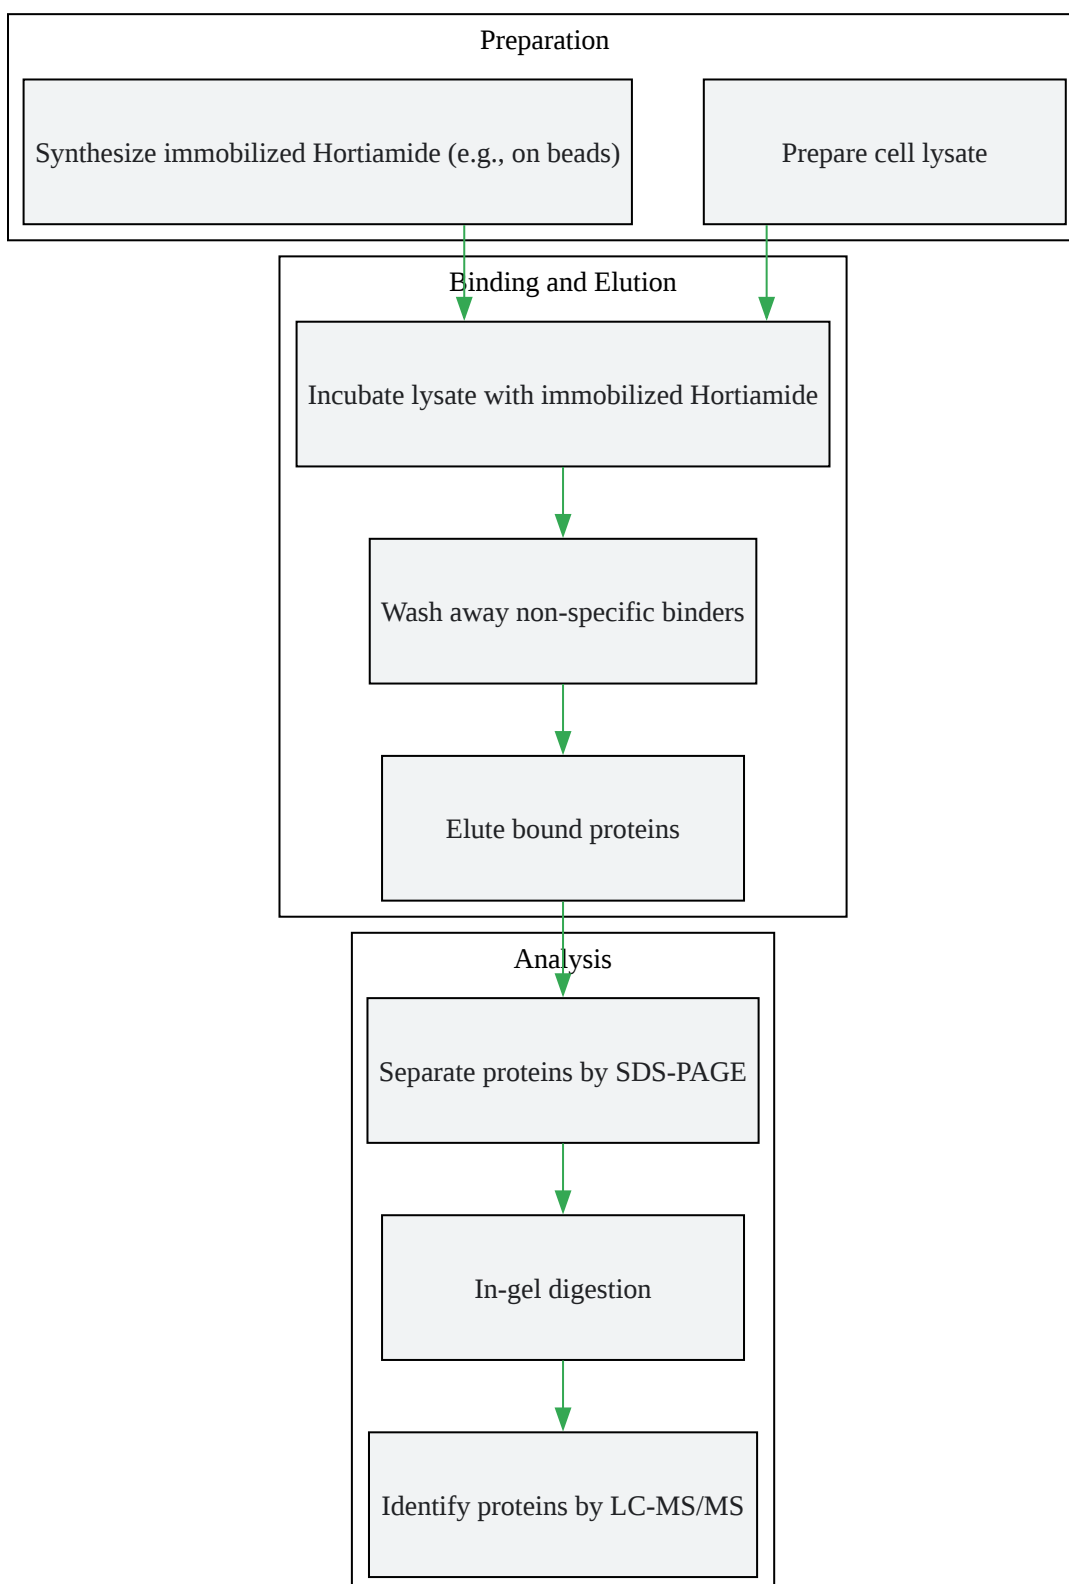 Preparation
Synthesize immobilized Hortiamide (e.g., on beads)
Prepare cell lysate
Binding and Elution
Incubate lysate with immobilized Hortiamide
Wash away non-specific binders
Elute bound proteins
Analysis
Separate proteins by SDS-PAGE
In-gel digestion
Identify proteins by LC-MS/MS